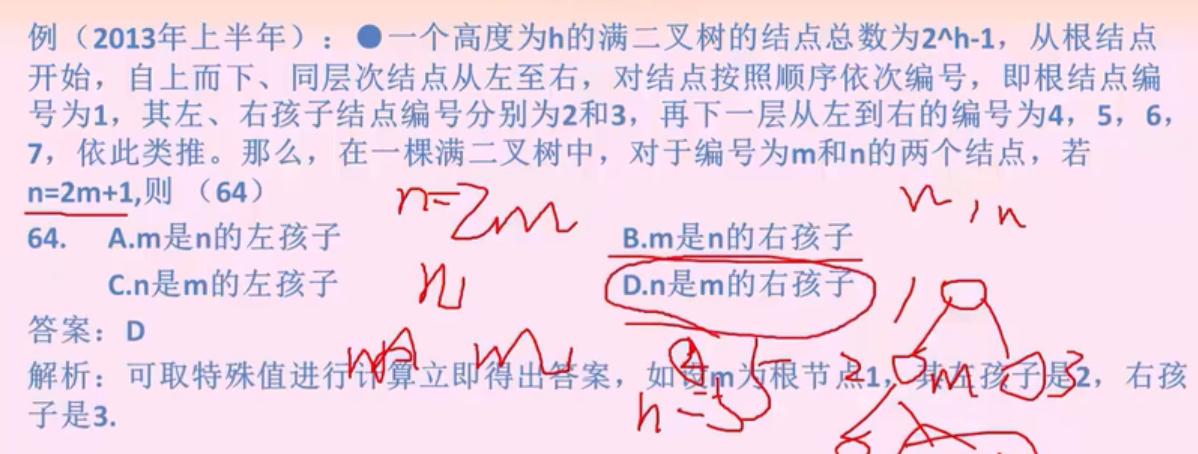 例（2013年上半年）：●一个高度为h的满二叉树的结点总数为2^h-1，从根结点
开始，自上而下、同层次结点从左至右，对结点按照顺序依次编号，即根结点编
号为1，其左、右孩子结点编号分别为2和3，再下一层从左到右的编号为4，5，6，
7，依此类推。那么，在一棵满二叉树中，对于编号为m和n的两个结点，若
n=2m+1,则 （64）
n=2m
m,n
64. A.m是n的左孩子 B.m是n的右孩子
C.n是m的左孩子 D.n是m的右孩子
n
1
答案：D
解析：可取特殊值进行计算立即得出答案，如设m为根节点1，其左孩子是2，右孩
子是3.
2 m 3
n=5